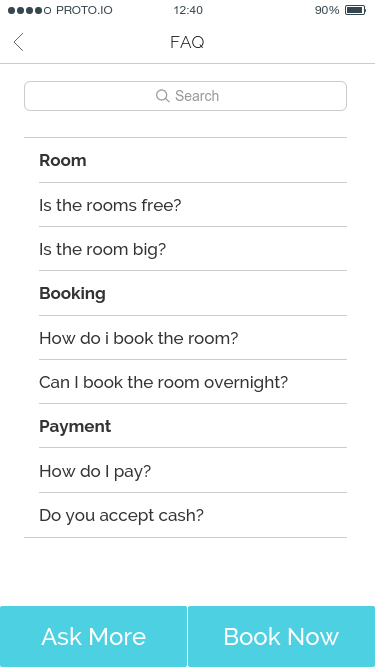 PROTO.IO 12:40 90%
FAQ
Search
Room
Is the rooms free?
Is the room big?
Booking
How do i book the room?
Can I book the room overnight?
Payment
How do I pay?
Do you accept cash?
Ask More Book Now